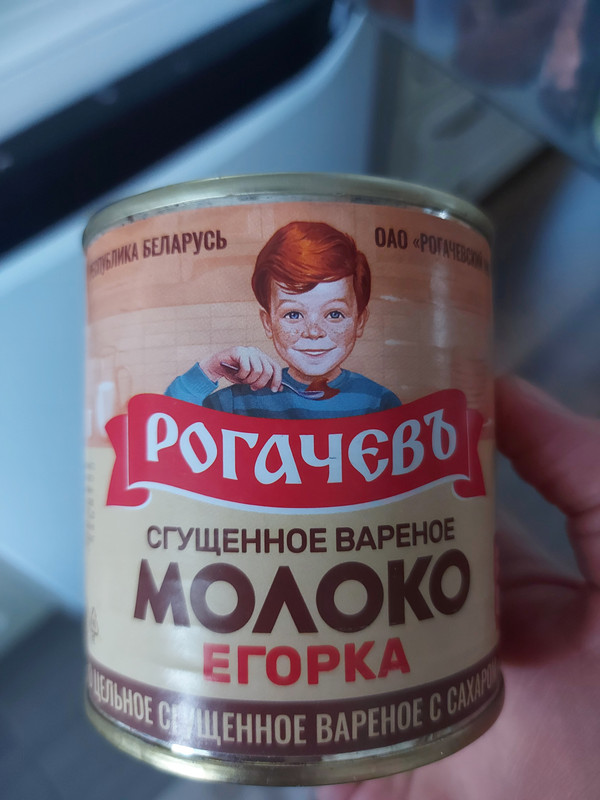 РЕСПУБЛИКА БЕЛАРУСЬ
ОАО «РОГАЧЕВСКИЙ
РОГАЧЕВЪ
СГУЩЕННОЕ ВАРЕНОЕ
МОЛОКО
ЕГОРКА
ЦЕЛЬНОЕ СГУЩЕННОЕ ВАРЕНОЕ С САХАРОМ